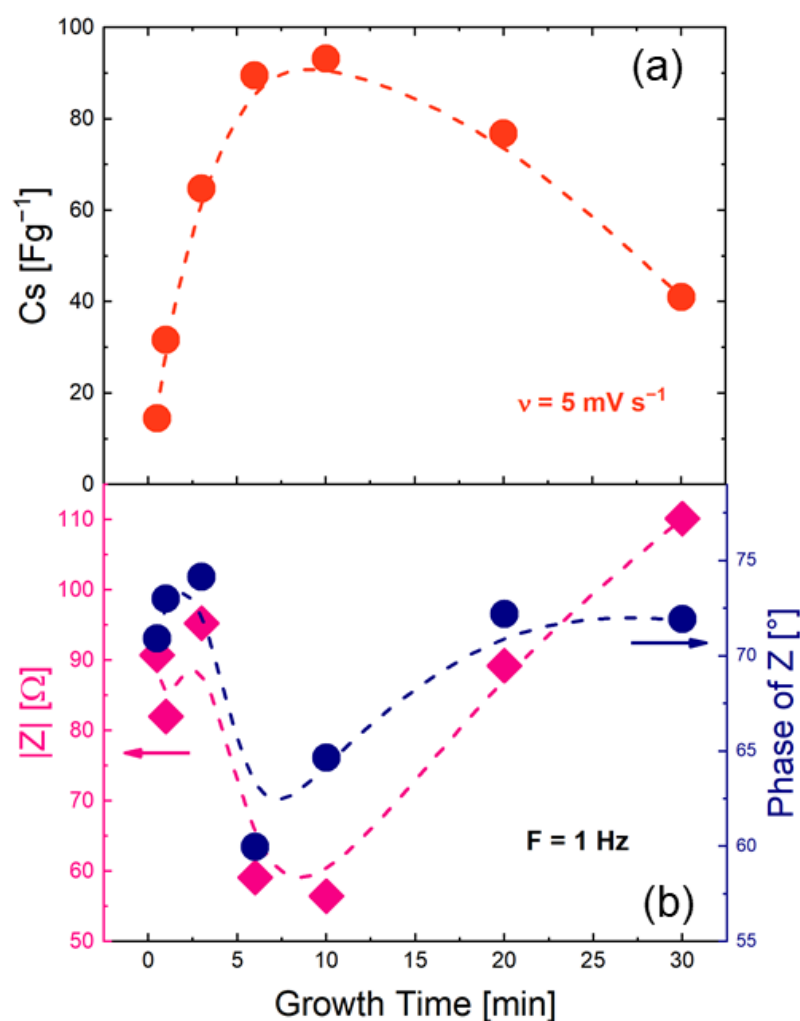 100
80
60
40
20
0
Cs [Fg⁻¹]
(a)
ν = 5 mV s⁻¹
110
100
90
80
70
60
50
|Z| [Ω]
75
70
65
60
55
Phase of Z [°]
F = 1 Hz
(b)
0 5 10 15 20 25 30
Growth Time [min]